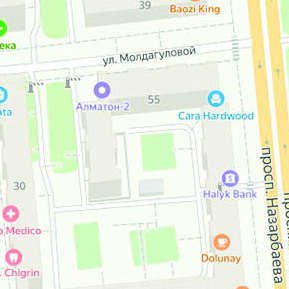 39
Baozi King
ека
ул. Молдагуловой
Алматон-2
55
ata
Cara Hardwood
просп. Назарбаева
30
Halyk Bank
Medico
Dolunay
. Chigrin